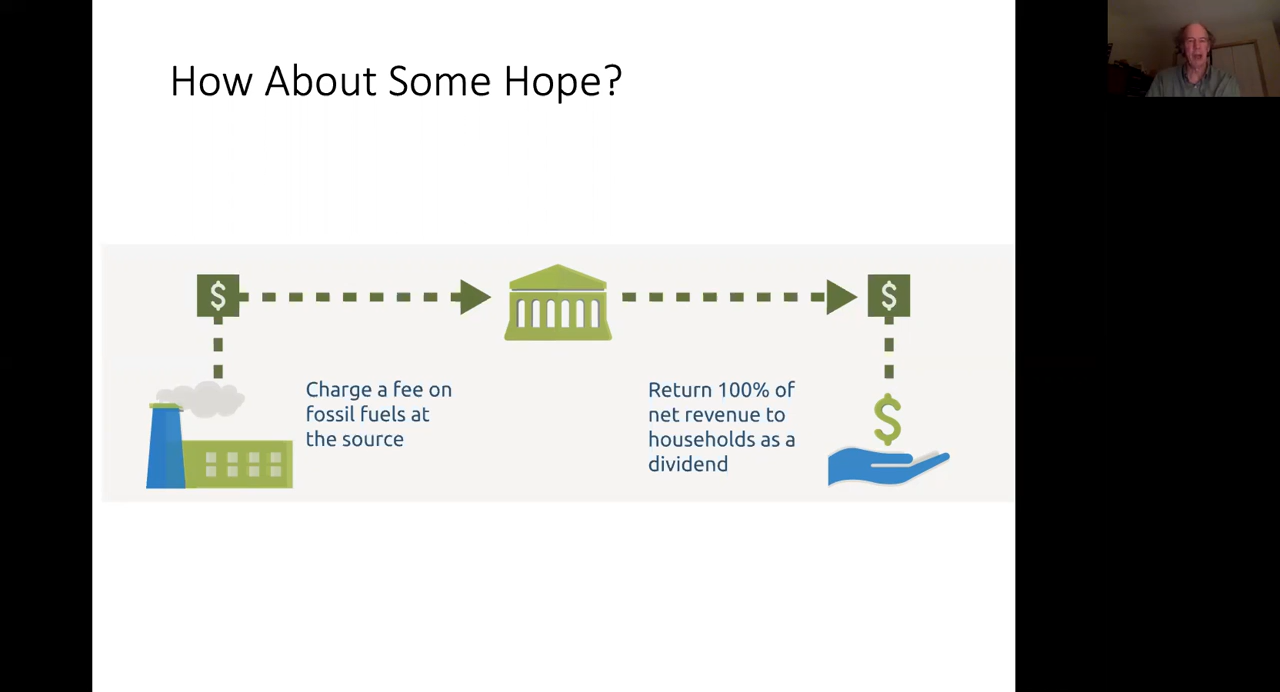 How About Some Hope?
$
$
Charge a fee on
fossil fuels at
the source
Return 100% of
net revenue to
households as a
dividend
$